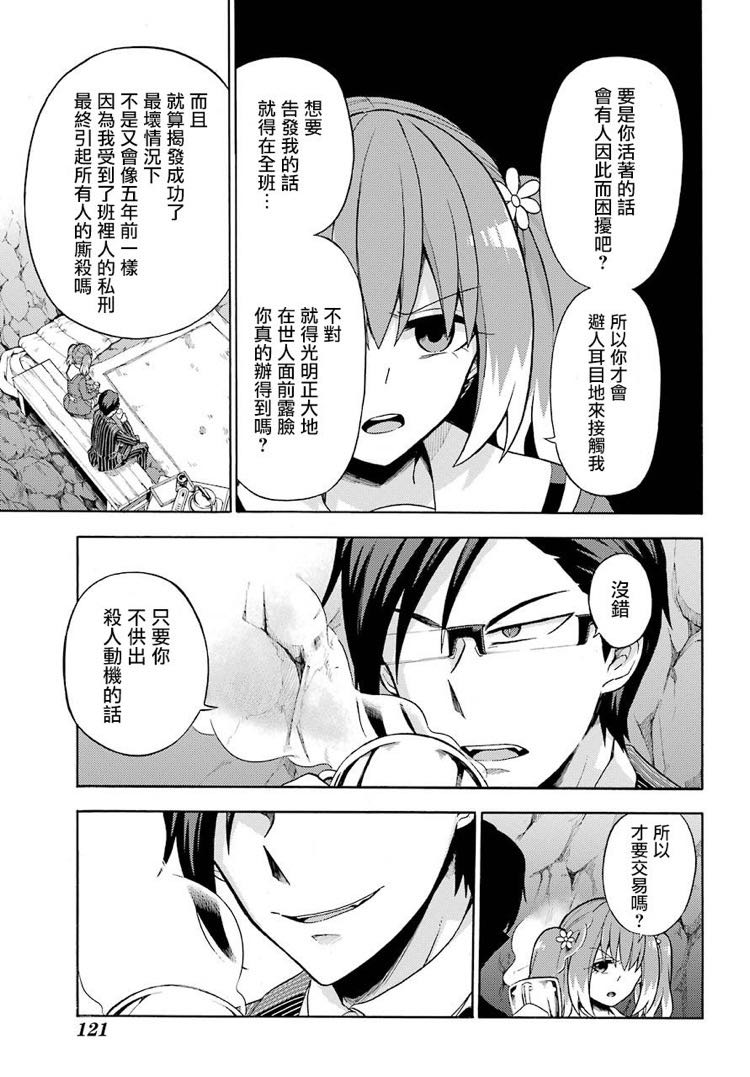 要是你活著的話
會有人因此而困擾吧?
所以你才會
避人耳目地來接觸我
想要
告發我的話
就得在全班…
不對
就得光明正大地
在世人面前露臉
你真的辦得到嗎?
而且
就算揭發成功了
最壞情況下
不是又會像五年前一樣
因為我受到了班裡人的私刑
最終引起所有人的廝殺嗎
沒錯
只要你
不供出
殺人動機的話
所以
才要交易嗎?
121